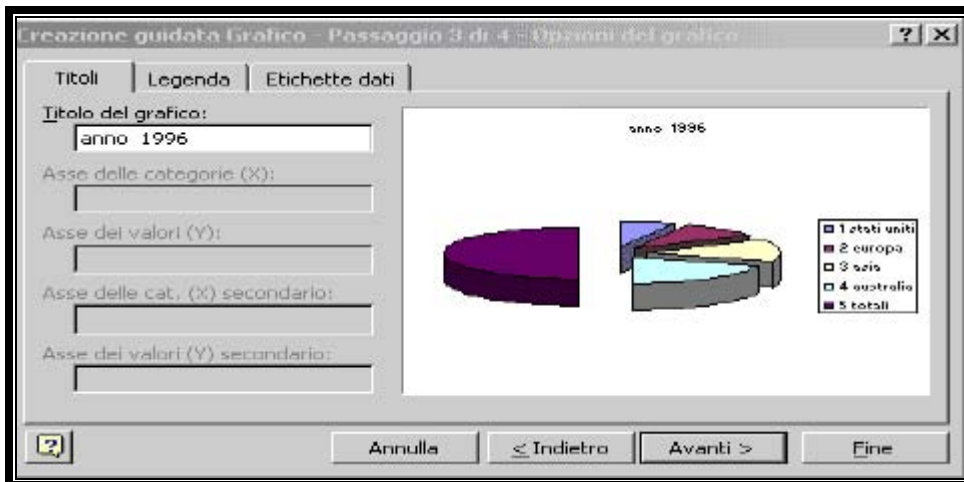 Creazione guidata Grafico - Passaggio 3 di 4 - Opzioni del grafico
Titoli
Legenda
Etichette dati
Titolo del grafico:
anno 1996
Asse delle categorie (X):
Asse dei valori (Y):
Asse delle cat. (X) secondario:
Asse dei valori (Y) secondario:
anno 1996
1 stati uniti
2 europa
3 asia
4 australia
5 totali
Annulla
< Indietro
Avanti >
Fine